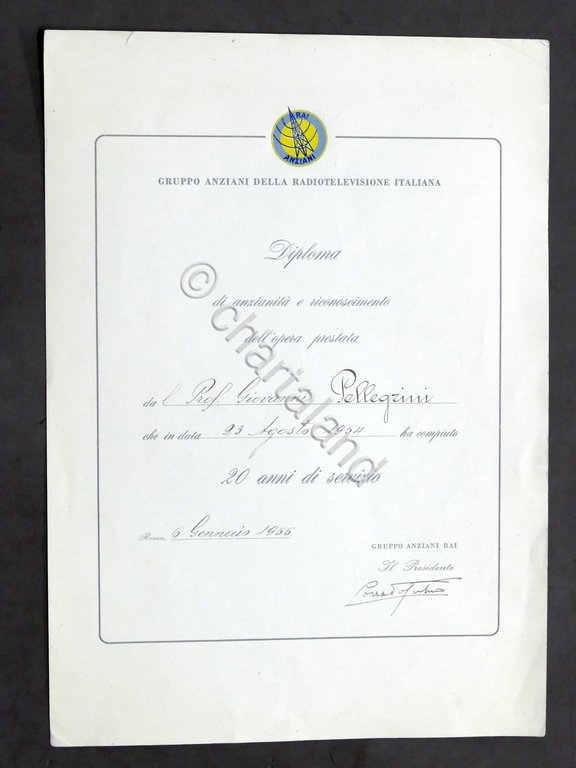 RAI
ANZIANI
GRUPPO ANZIANI DELLA RADIOTELEVISIONE ITALIANA
Diploma
di anzianità e riconoscimento
dell'opera prestata
dal Prof. Giovanni Pellegrini
che in data 23 Agosto 1954 ha compiuto
20 anni di servizio
Roma, 6 Gennaio 1955
GRUPPO ANZIANI RAI
Il Presidente
© chartaland